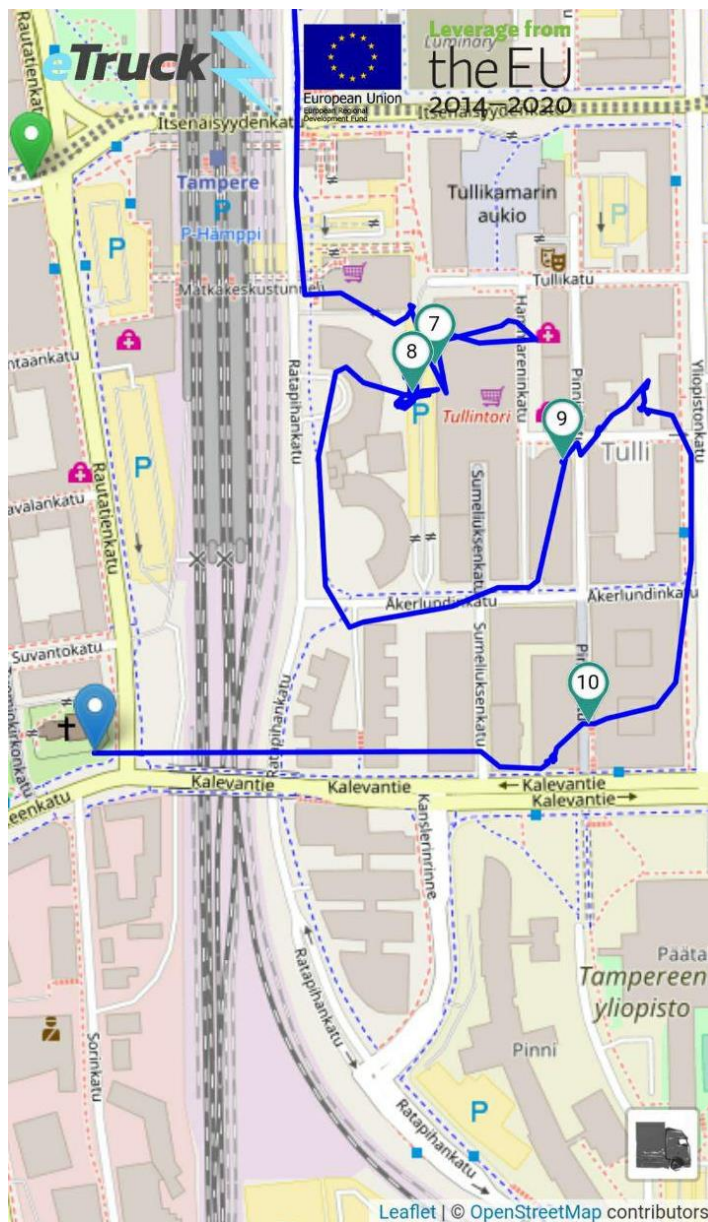 Rautatienkatu
eTruck
European Union
European Regional
Development Fund
Luminary
Leverage from
the EU
2014–2020
Itsenäisyydenkatu
Itsenäisyydenkatu
Tampere
P
P-Hämppi
P
Tullikamarin
aukio
P
Matkakeskustunneli
Tullikatu
7
8
P
Tullintori
Ratapihankatu
Yliopistonkatu
9
Tulli
P
Rautatienkatu
Sumeliuksenkatu
Åkerlundinkatu
Åkerlundinkatu
Suvantokatu
Sumeliuksenkatu
Ratapihankatu
10
Kalevantie
Kalevantie
Kalevantie
Kalevantie
Kanslerinrinne
Ratapihankatu
Sorinkatu
Tampereen
yliopisto
Pinni
P
Ratapihankatu
Leaflet | © OpenStreetMap contributors